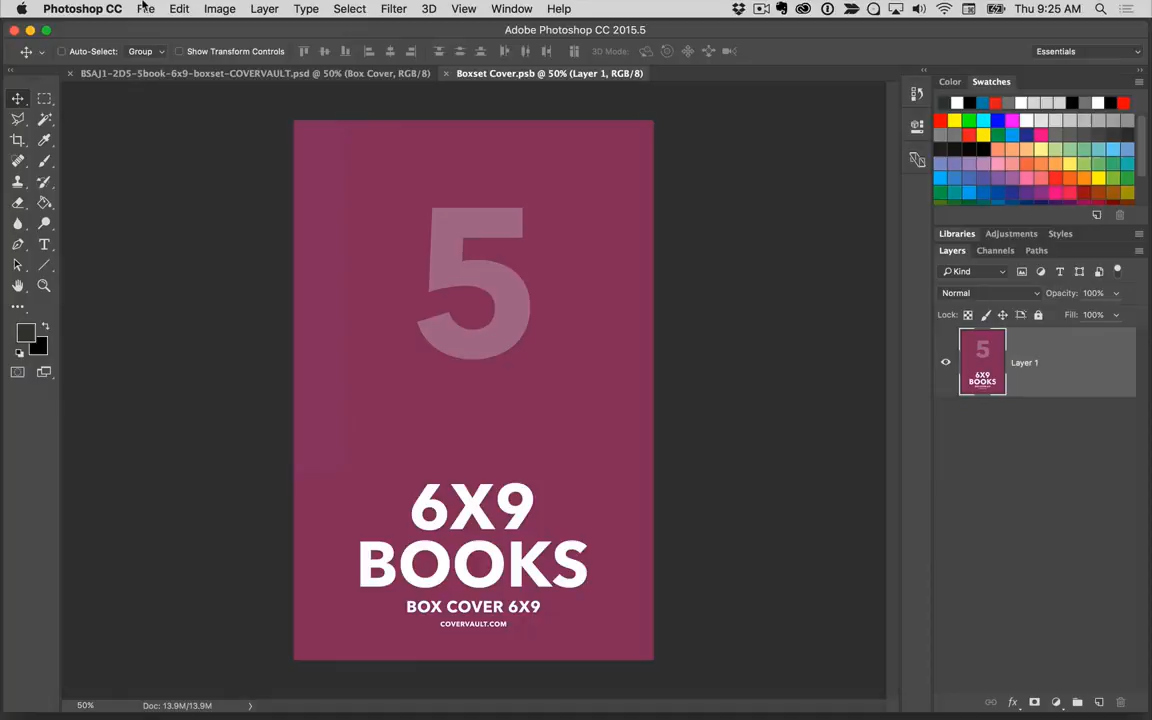 Photoshop CC File Edit Image Layer Type Select Filter 3D View Window Help Thu 9:25 AM
Adobe Photoshop CC 2015.5
Auto-Select: Group Show Transform Controls 3D Mode: Essentials
× BSAJ1-2D5-5book-6x9-boxset-COVERVAULT.psd @ 50% (Box Cover, RGB/8) × Boxset Cover.psb @ 50% (Layer 1, RGB/8)
Color Swatches
Libraries Adjustments Styles
Layers Channels Paths
Kind
Normal Opacity: 100%
Lock: Fill: 100%
5
6X9
BOOKS
Layer 1
5
6X9
BOOKS
BOX COVER 6X9
COVERVAULT.COM
50% Doc: 13.9M/13.9M
fx